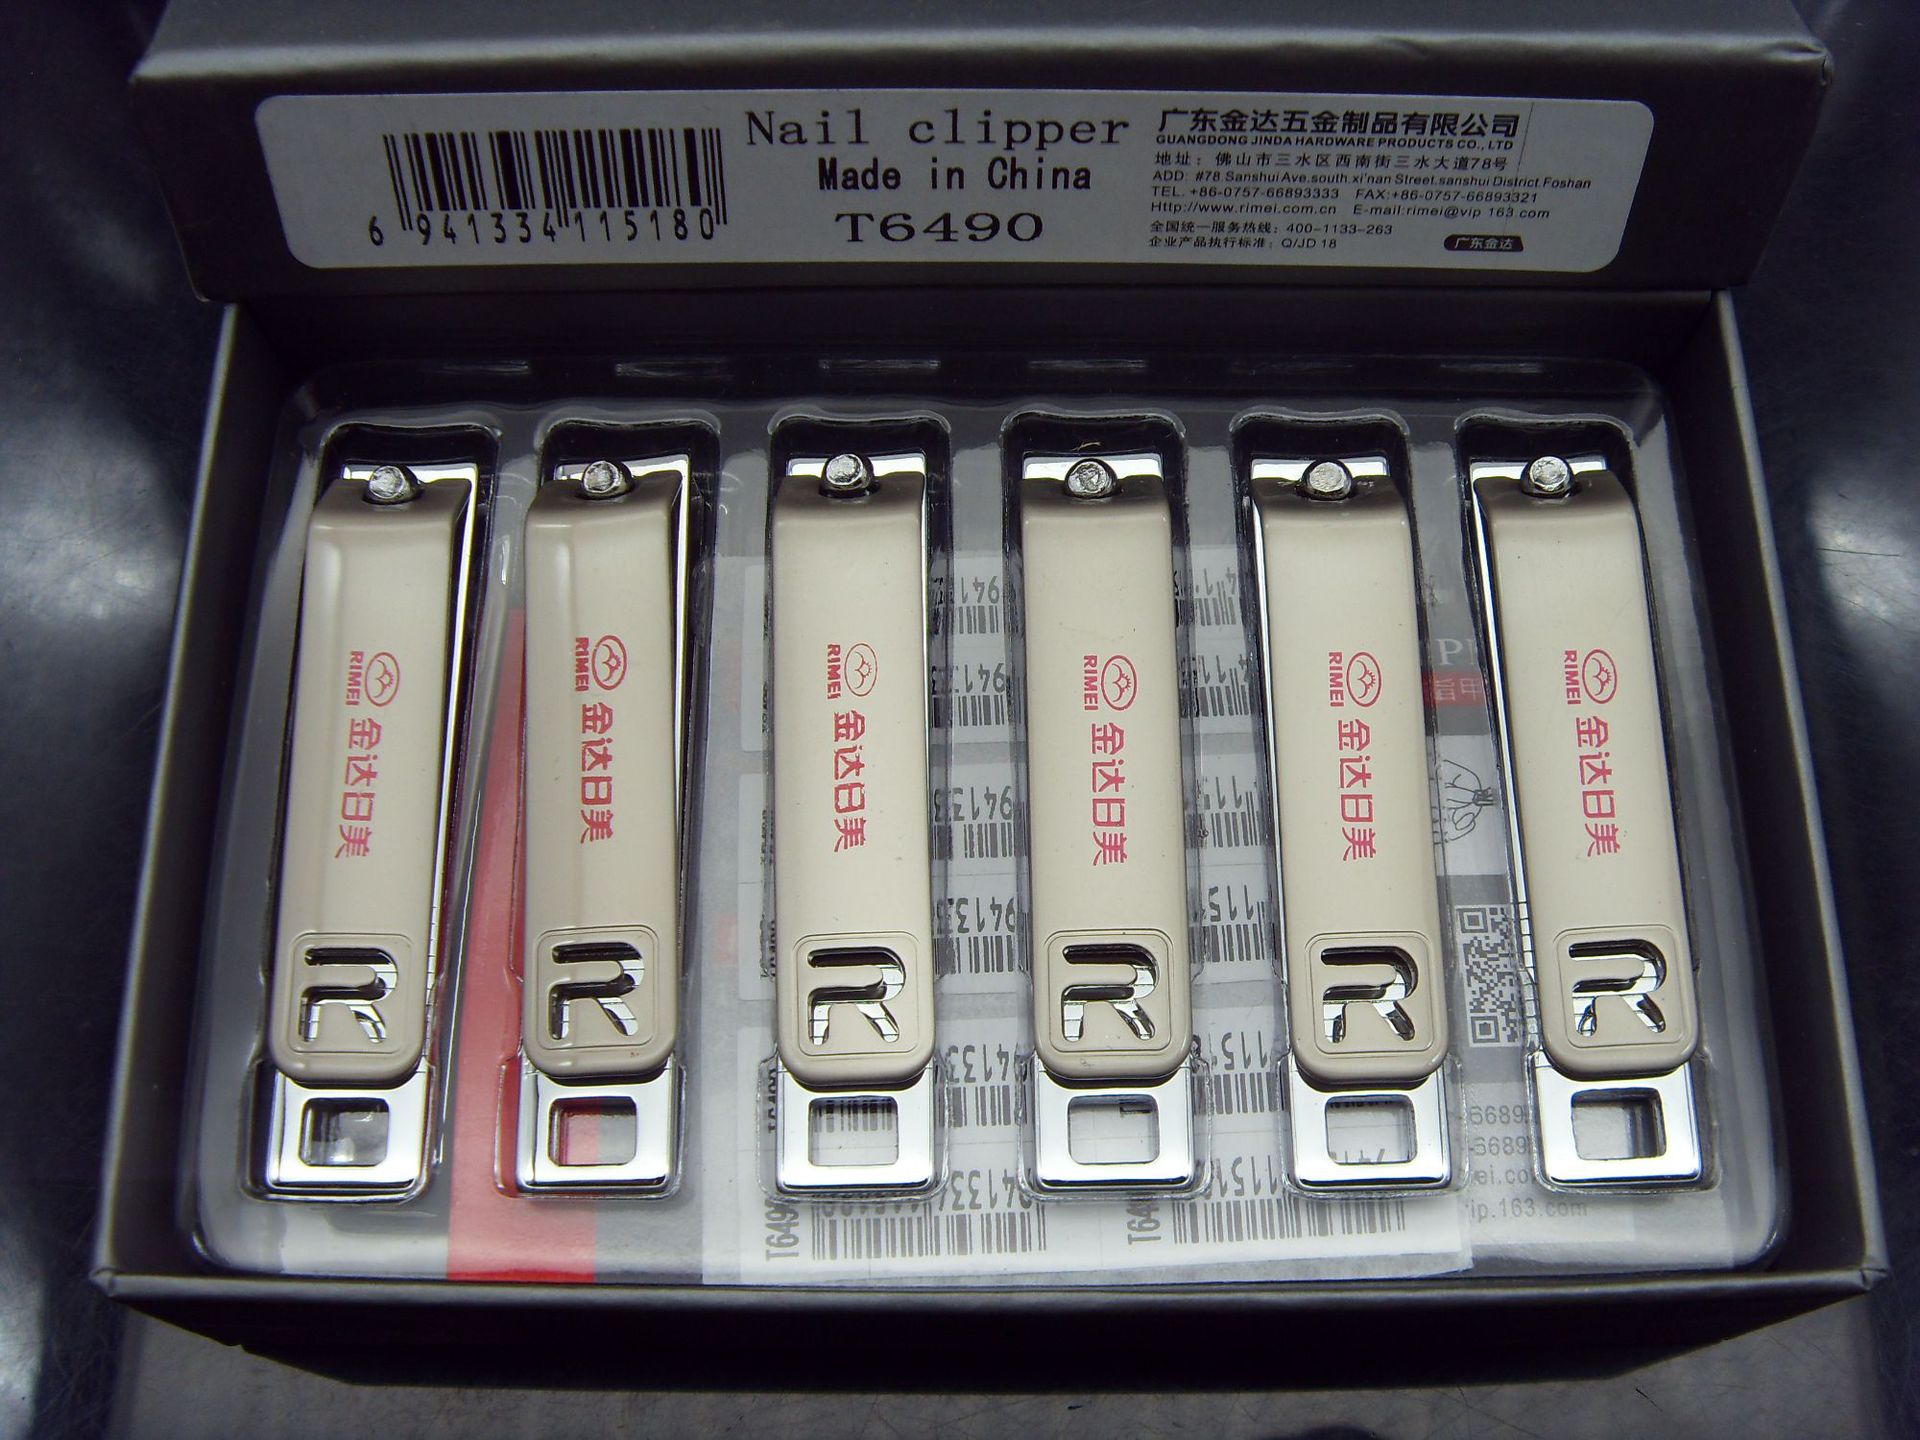 6 941334 115180
Nail clipper
Made in China
T6490
广东金达五金制品有限公司
GUANGDONG JINDA HARDWARE PRODUCTS CO., LTD
地址：佛山市三水区西南街三水大道78号
ADD: #78 Sanshui Ave.south.xi'nan Street.sanshui District Foshan
TEL. +86-0757-66893333 FAX:+86-0757-66893321
Http://www.rimei.com.cn E-mail:rimei@vip 163.com
全国统一服务热线：400-1133-263
企业产品执行标准：Q/JD 18
广东金达
RIMEI 金达日美
R
RIMEI 金达日美
R
RIMEI 金达日美
R
RIMEI 金达日美
R
RIMEI 金达日美
R
RIMEI 金达日美
R
指甲
ip.163.com